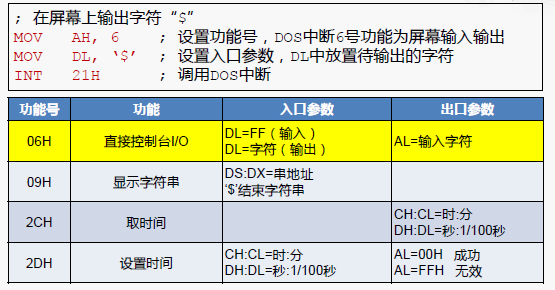 ; 在屏幕上输出字符“$”
MOV AH, 6 ; 设置功能号，DOS中断6号功能为屏幕输入输出
MOV DL, ‘$’ ; 设置入口参数，DL中放置待输出的字符
INT 21H ; 调用DOS中断
功能号 功能 入口参数 出口参数
06H 直接控制台I/O DL=FF（输入） AL=输入字符
DL=字符（输出）
09H 显示字符串 DS:DX=串地址
‘$’结束字符串
2CH 取时间 CH:CL=时:分
DH:DL=秒:1/100秒
2DH 设置时间 CH:CL=时:分 AL=00H 成功
DH:DL=秒:1/100秒 AL=FFH 无效